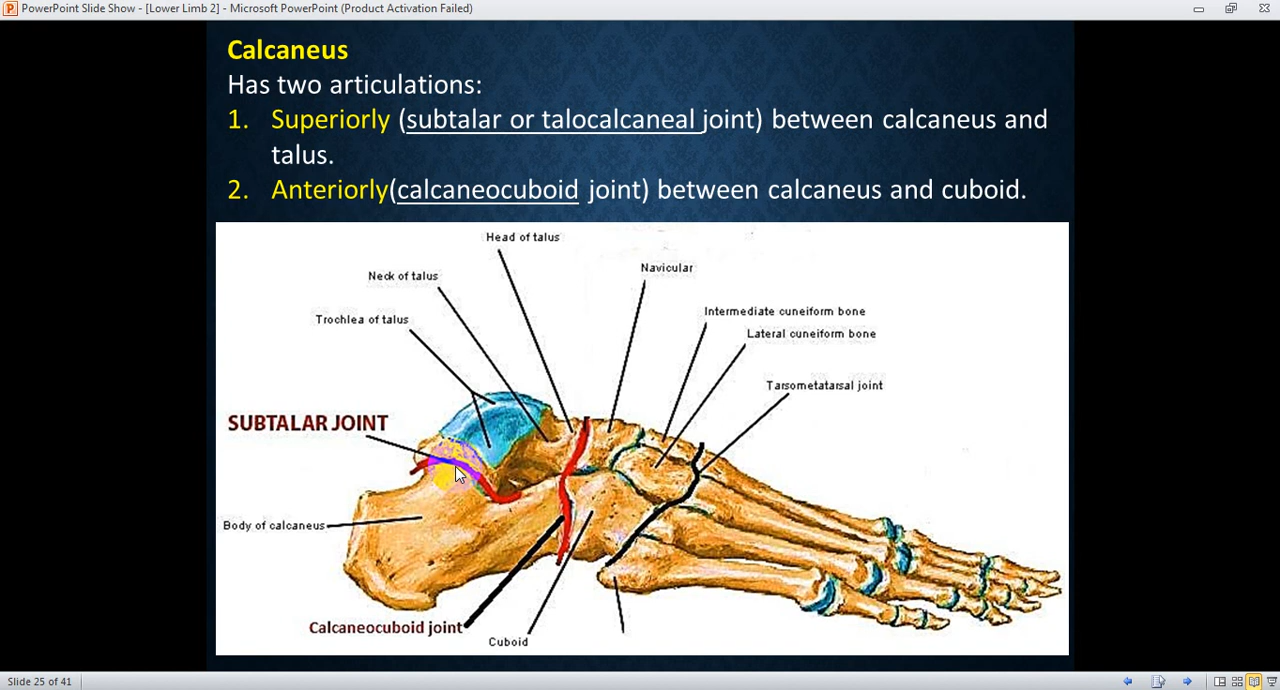 PowerPoint Slide Show - [Lower Limb 2] - Microsoft PowerPoint (Product Activation Failed)
Calcaneus
Has two articulations:
1. Superiorly (subtalar or talocalcaneal joint) between calcaneus and
talus.
2. Anteriorly(calcaneocuboid joint) between calcaneus and cuboid.
Head of talus
Neck of talus
Navicular
Trochlea of talus
Intermediate cuneiform bone
Lateral cuneiform bone
Tarsometatarsal joint
SUBTALAR JOINT
Body of calcaneus
Calcaneocuboid joint
Cuboid
Slide 25 of 41